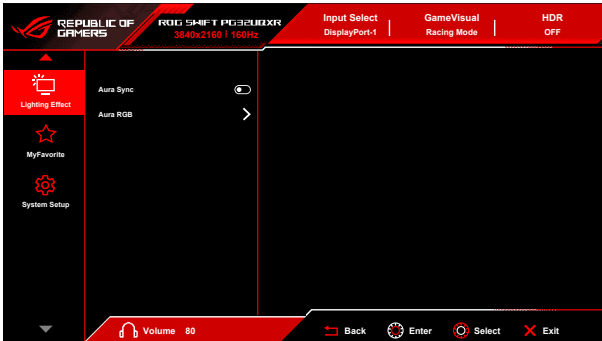 REPUBLIC OF
GAMERS
ROG SWIFT PG32UQXR
3840x2160 | 160Hz
Input Select
DisplayPort-1
GameVisual
Racing Mode
HDR
OFF
Lighting Effect
MyFavorite
System Setup
Aura Sync
Aura RGB
Volume 80
Back
Enter
Select
Exit